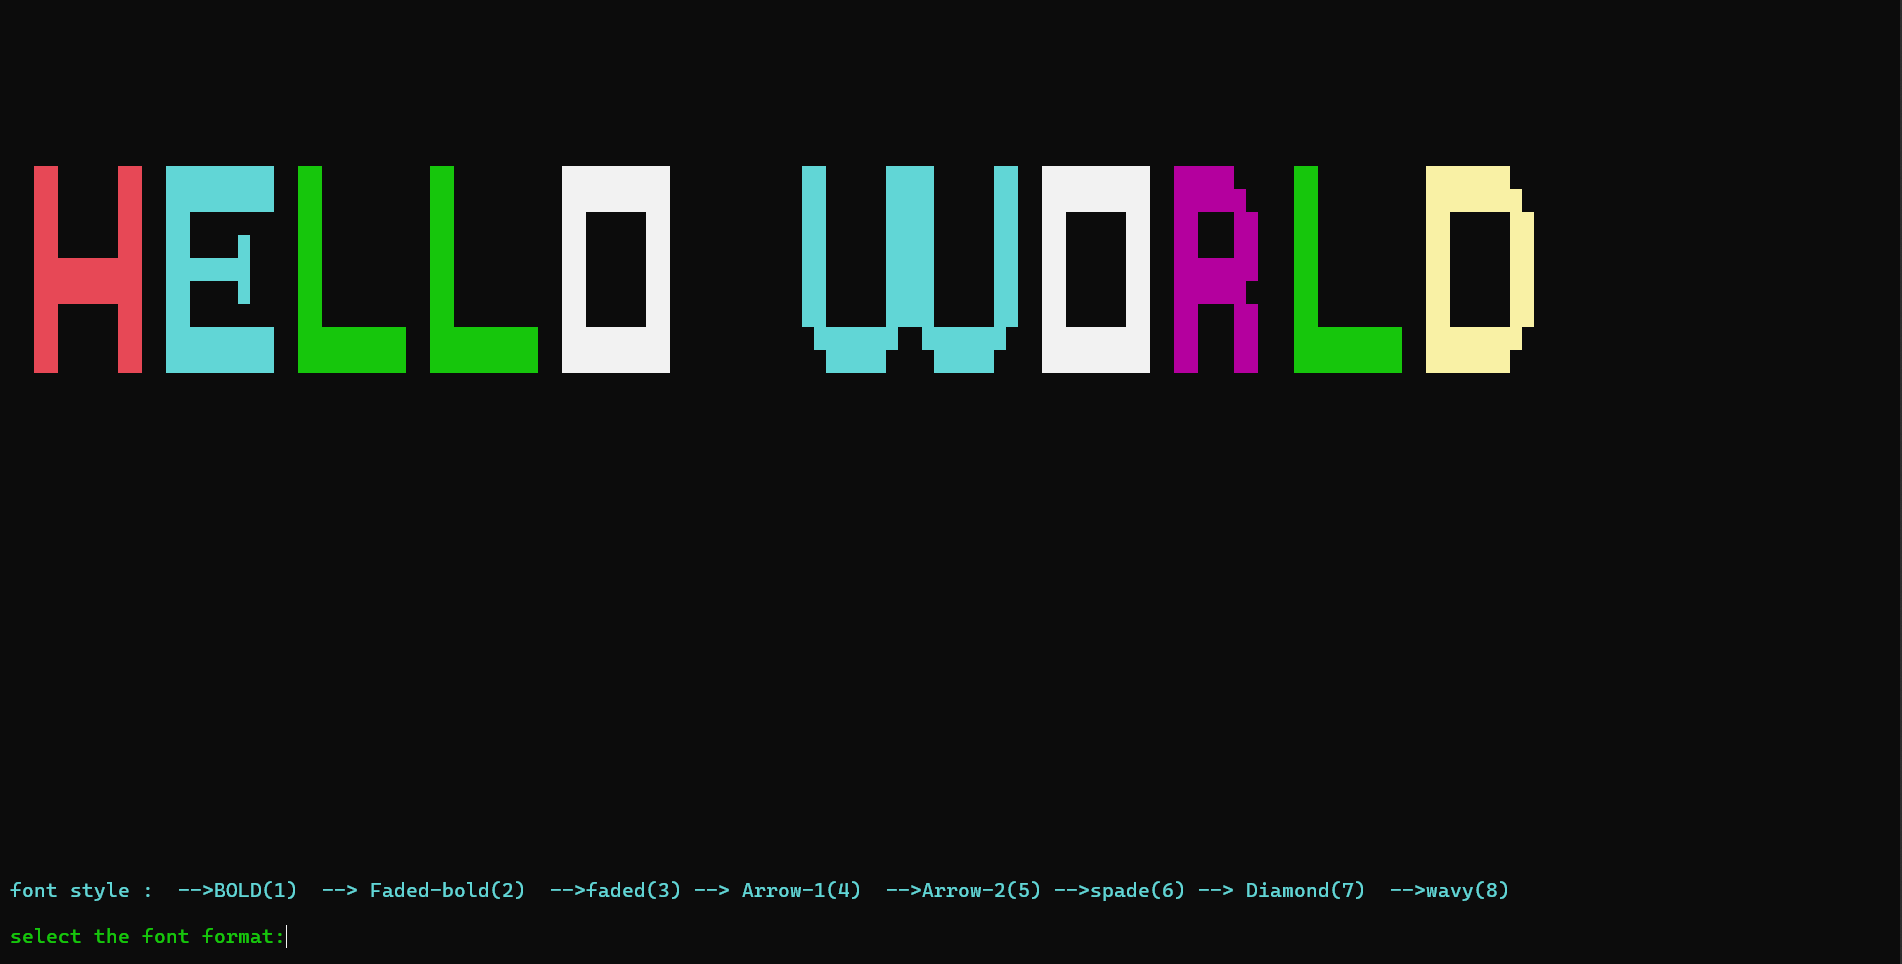 HELLO WORLD
font style :  -->BOLD(1)  --> Faded-bold(2)  -->faded(3) --> Arrow-1(4)  -->Arrow-2(5) -->spade(6) --> Diamond(7)  -->wavy(8)
select the font format: